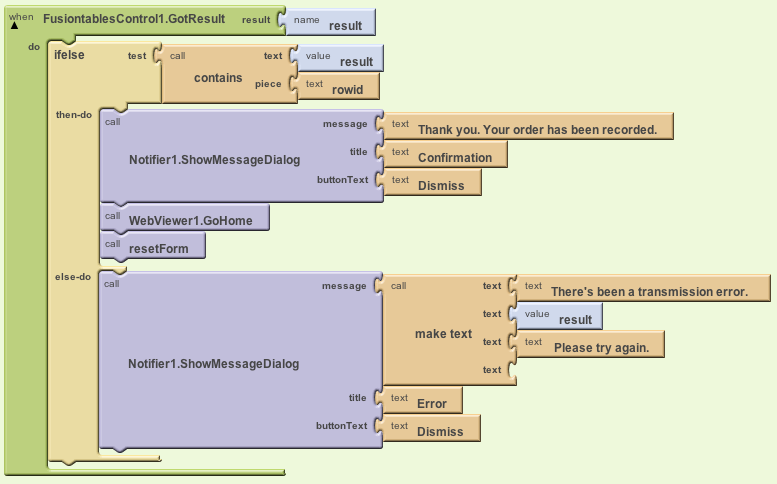 when FusiontablesControl1.GotResult result name result
do ifelse test call contains text value result
piece text rowid
then-do call Notifier1.ShowMessageDialog message text Thank you. Your order has been recorded.
title text Confirmation
buttonText text Dismiss
call WebViewer1.GoHome
call resetForm
else-do call Notifier1.ShowMessageDialog message call make text text text There's been a transmission error.
text value result
text text Please try again.
text
title text Error
buttonText text Dismiss